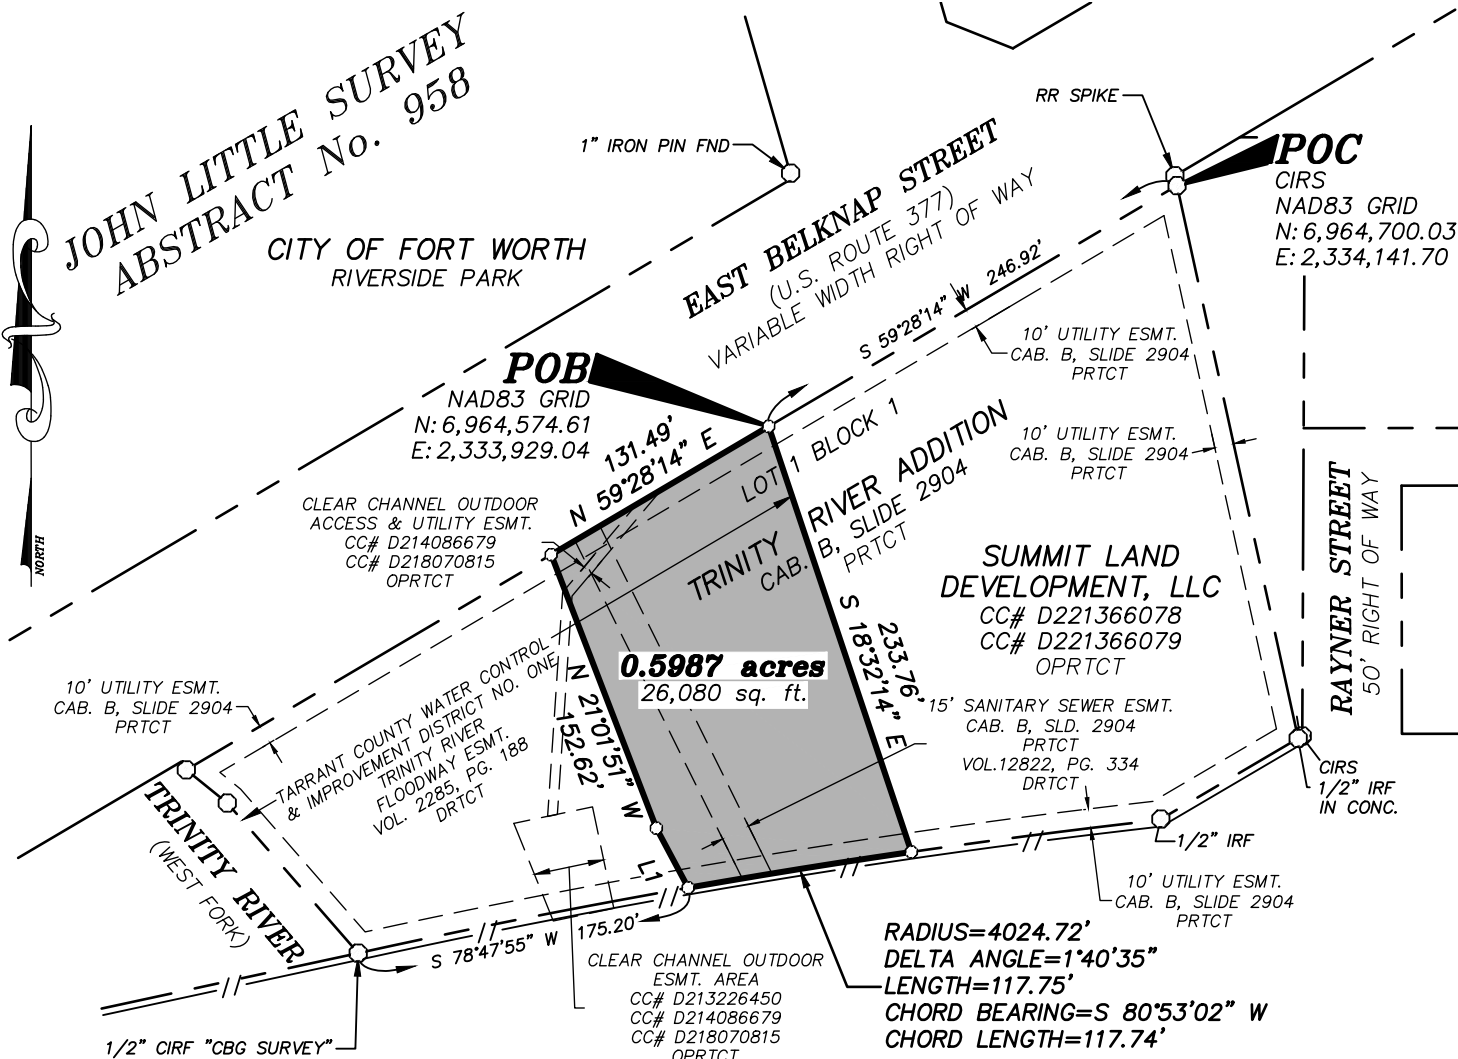 JOHN LITTLE SURVEY
ABSTRACT No. 958
NORTH
CITY OF FORT WORTH
RIVERSIDE PARK
1" IRON PIN FND
RR SPIKE
POC
CIRS
NAD83 GRID
N: 6,964,700.03
E: 2,334,141.70
EAST BELKNAP STREET
(U.S. ROUTE 377)
VARIABLE WIDTH RIGHT OF WAY
S 59°28'14" W 246.92'
10' UTILITY ESMT.
CAB. B, SLIDE 2904
PRTCT
POB
NAD83 GRID
N: 6,964,574.61
E: 2,333,929.04
131.49'
N 59°28'14" E
LOT 1 BLOCK 1
TRINITY RIVER ADDITION
CAB. B, SLIDE 2904
PRTCT
10' UTILITY ESMT.
CAB. B, SLIDE 2904
PRTCT
CLEAR CHANNEL OUTDOOR
ACCESS & UTILITY ESMT.
CC# D214086679
CC# D218070815
OPRTCT
SUMMIT LAND
DEVELOPMENT, LLC
CC# D221366078
CC# D221366079
OPRTCT
RAYNER STREET
50' RIGHT OF WAY
0.5987 acres
26,080 sq. ft.
233.76'
S 18°32'14" E
N 21°01'51" W
152.62'
L1
10' UTILITY ESMT.
CAB. B, SLIDE 2904
PRTCT
TARRANT COUNTY WATER CONTROL
& IMPROVEMENT DISTRICT NO. ONE
TRINITY RIVER
FLOODWAY ESMT.
VOL. 2285, PG. 188
DRTCT
15' SANITARY SEWER ESMT.
CAB. B, SLD. 2904
PRTCT
VOL.12822, PG. 334
DRTCT
CIRS
1/2" IRF
IN CONC.
1/2" IRF
10' UTILITY ESMT.
CAB. B, SLIDE 2904
PRTCT
TRINITY RIVER
(WEST FORK)
S 78°47'55" W 175.20'
CLEAR CHANNEL OUTDOOR
ESMT. AREA
CC# D213226450
CC# D214086679
CC# D218070815
OPRTCT
RADIUS=4024.72'
DELTA ANGLE=1°40'35"
LENGTH=117.75'
CHORD BEARING=S 80°53'02" W
CHORD LENGTH=117.74'
1/2" CIRF "CBG SURVEY"